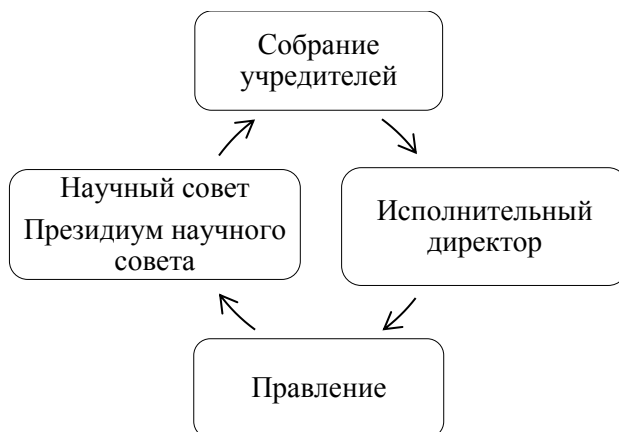 Собрание
учредителей
Научный совет
Президиум научного
совета
Исполнительный
директор
Правление